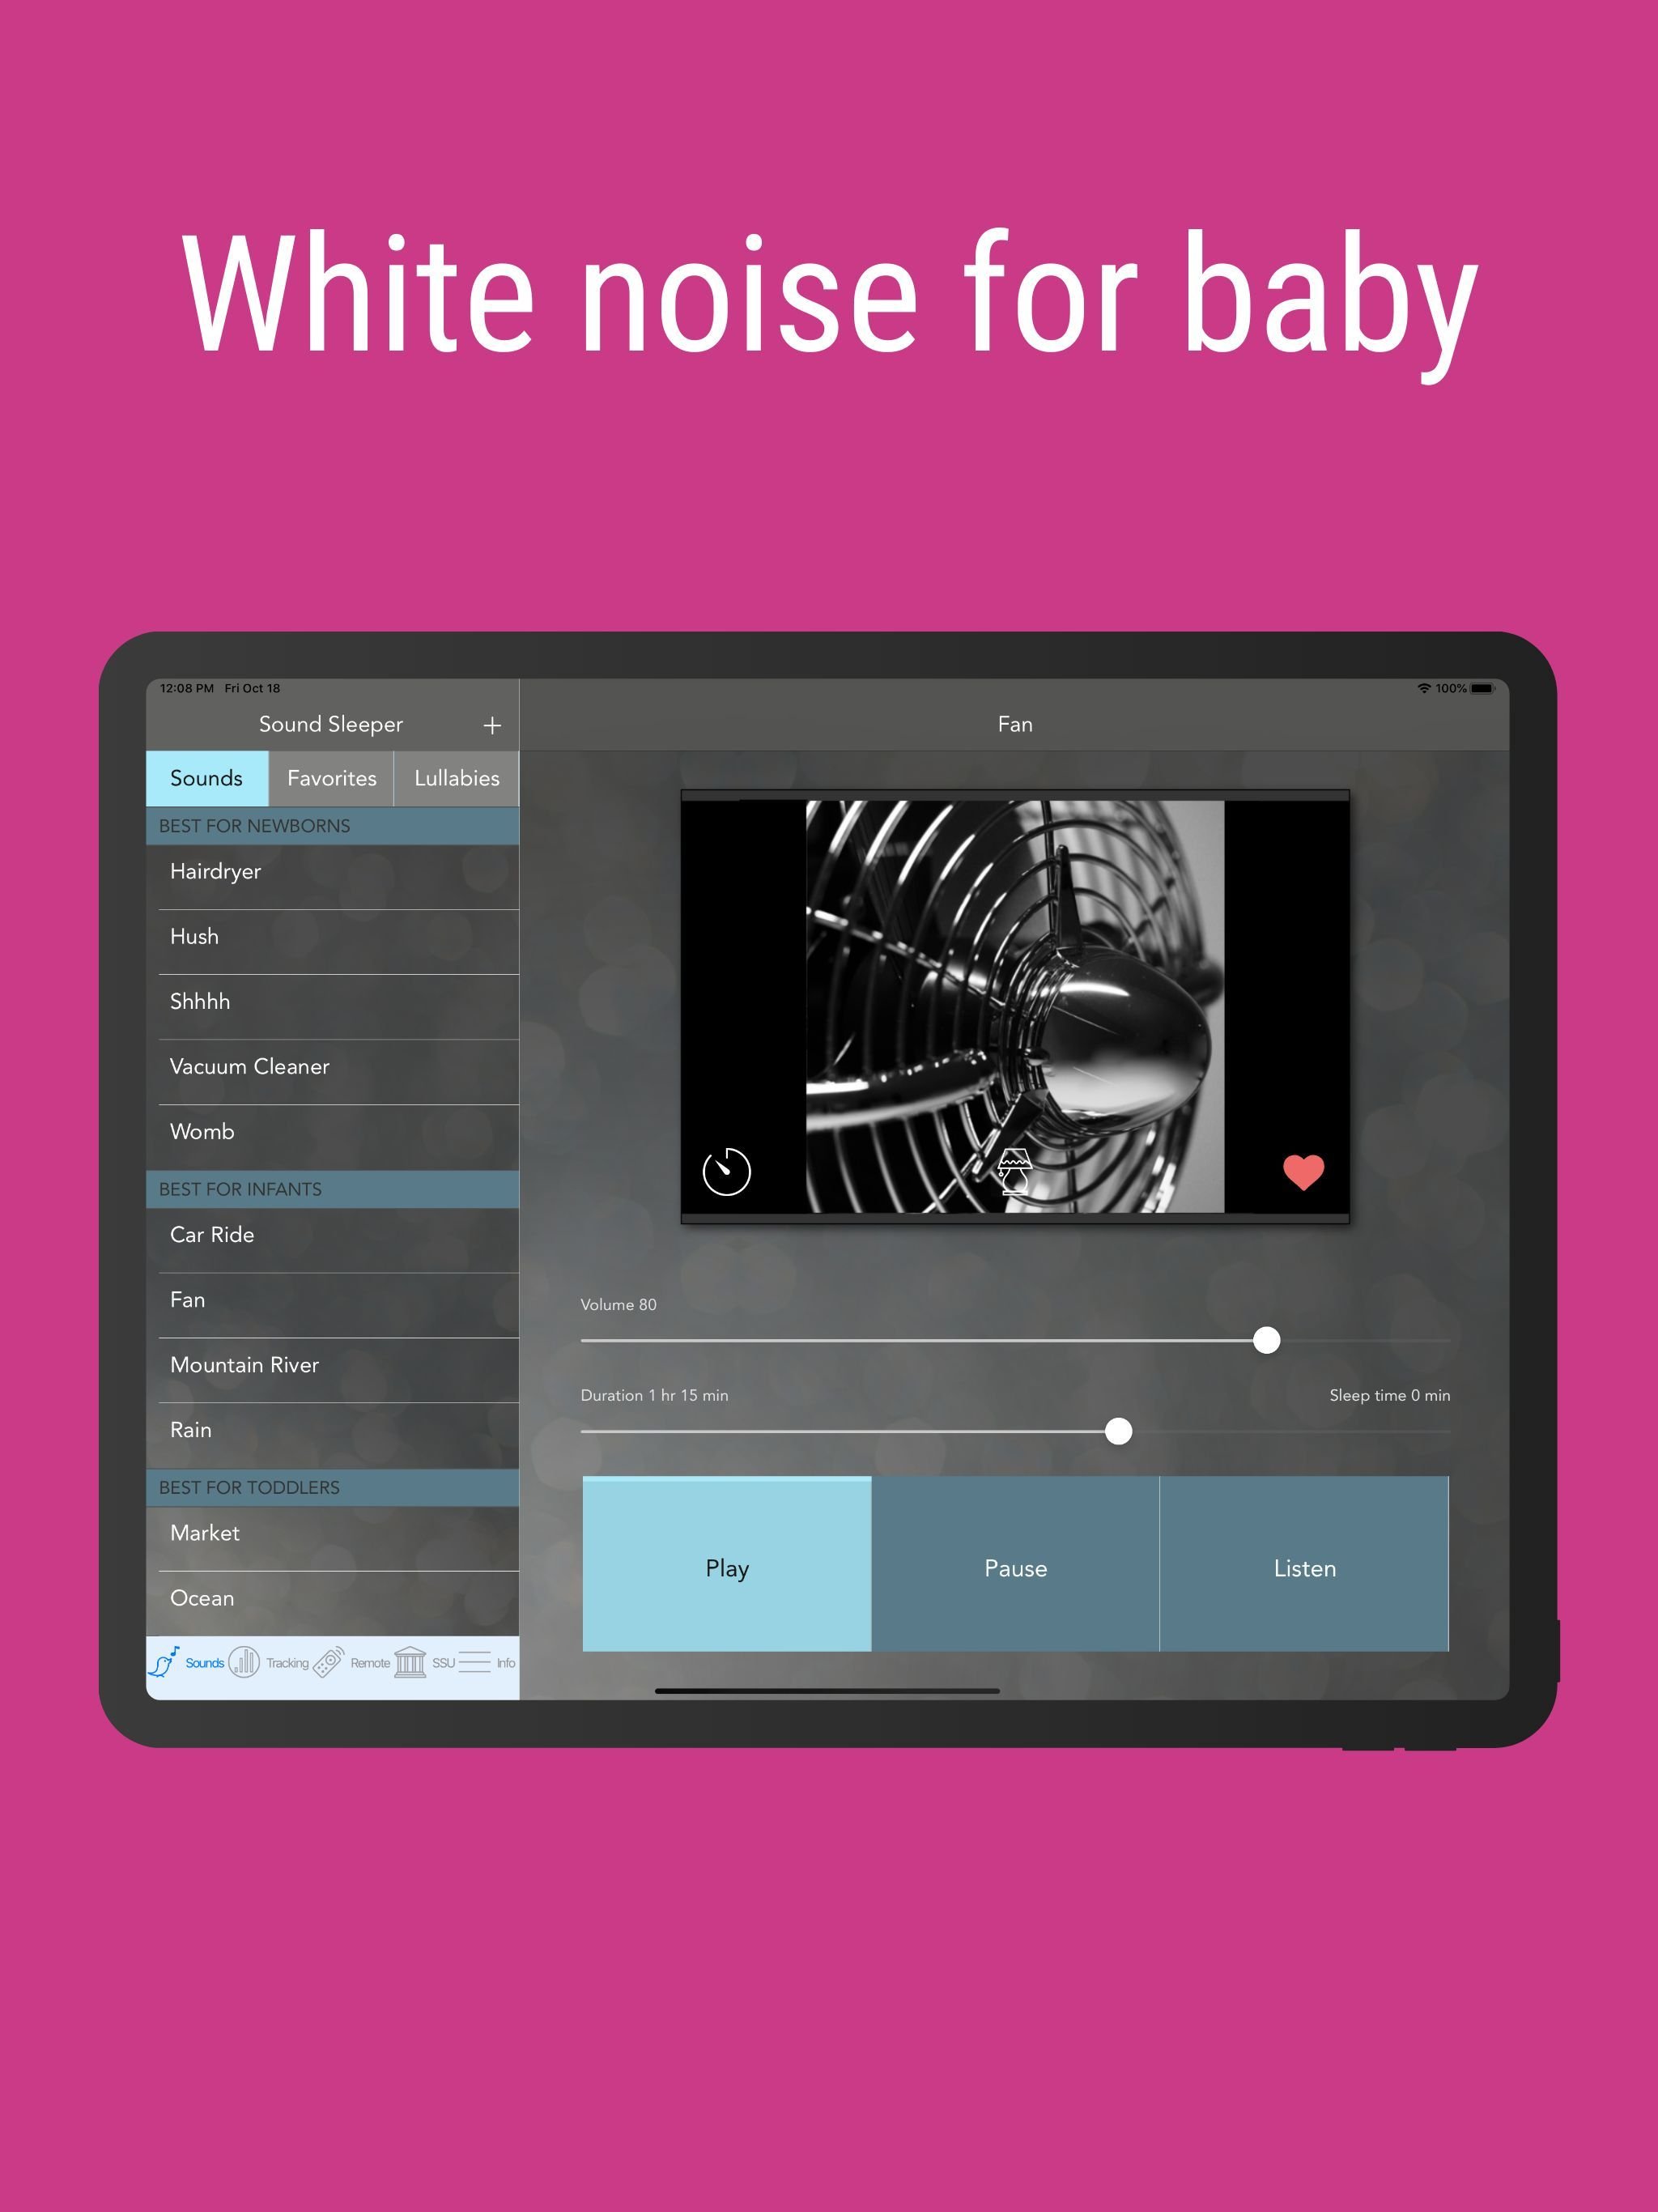 White noise for baby
12:08 PM Fri Oct 18
100%
Sound Sleeper +
Fan
Sounds Favorites Lullabies
BEST FOR NEWBORNS
Hairdryer
Hush
Shhhh
Vacuum Cleaner
Womb
BEST FOR INFANTS
Car Ride
Fan
Mountain River
Rain
BEST FOR TODDLERS
Market
Ocean
Sounds Tracking Remote SSU Info
Volume 80
Duration 1 hr 15 min
Sleep time 0 min
Play Pause Listen